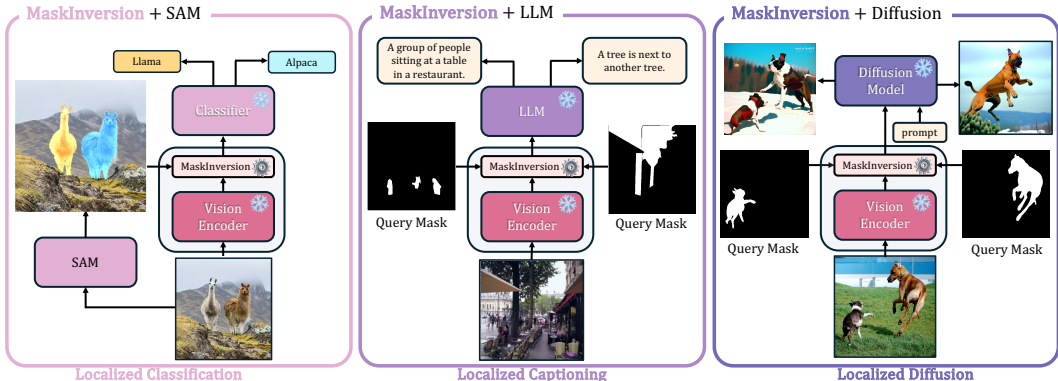 MaskInversion + SAM
Llama
Alpaca
Classifier
MaskInversion
Vision
Encoder
SAM
Localized Classification
MaskInversion + LLM
A group of people
sitting at a table
in a restaurant.
A tree is next to
another tree.
LLM
MaskInversion
Query Mask
Query Mask
Vision
Encoder
Localized Captioning
MaskInversion + Diffusion
Diffusion
Model
prompt
MaskInversion
Query Mask
Query Mask
Vision
Encoder
Localized Diffusion